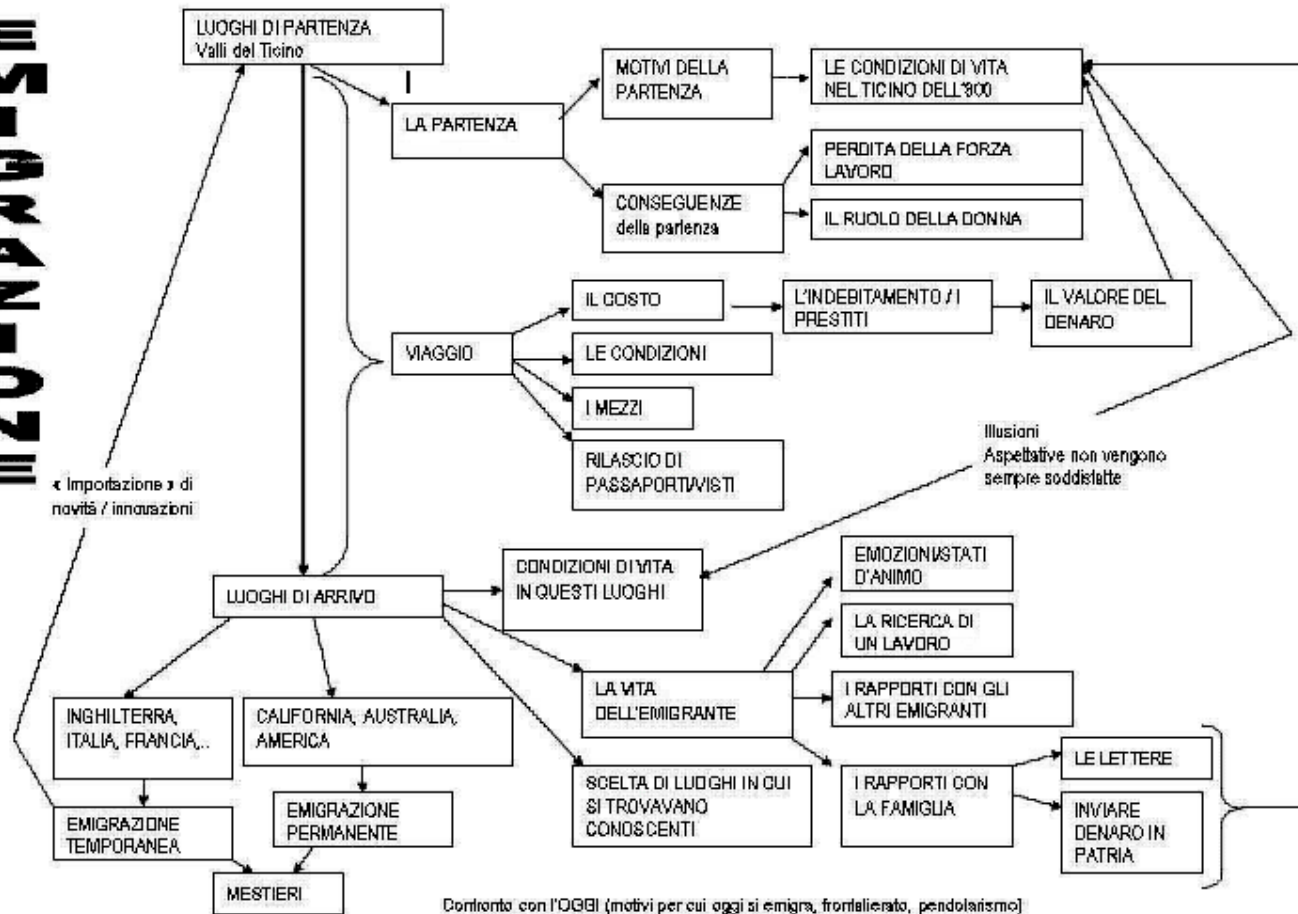 EMIGRAZIONE
LUOGHI DI PARTENZA
Valli del Ticino
I
LA PARTENZA
MOTIVI DELLA
PARTENZA
LE CONDIZIONI DI VITA
NEL TICINO DELL'900
CONSEGUENZE
della partenza
PERDITA DELLA FORZA
LAVORO
IL RUOLO DELLA DONNA
VIAGGIO
IL COSTO
L'INDEBITAMENTO / I
PRESTITI
IL VALORE DEL
DENARO
LE CONDIZIONI
I MEZZI
RILASCIO DI
PASSAPORTI/VISTI
Illusioni
Aspettative non vengono
sempre soddisfatte
« Importazione » di
novità / innovazioni
LUOGHI DI ARRIVO
CONDIZIONI DI VITA
IN QUESTI LUOGHI
INGHILTERRA,
ITALIA, FRANCIA,..
CALIFORNIA, AUSTRALIA,
AMERICA
EMIGRAZIONE
TEMPORANEA
EMIGRAZIONE
PERMANENTE
MESTIERI
LA VITA
DELL'EMIGRANTE
EMOZIONI/STATI
D'ANIMO
LA RICERCA DI
UN LAVORO
I RAPPORTI CON GLI
ALTRI EMIGRANTI
SCELTA DI LUOGHI IN CUI
SI TROVAVANO
CONOSCENTI
I RAPPORTI CON
LA FAMIGLIA
LE LETTERE
INVIARE
DENARO IN
PATRIA
Confronto con l'OGGI (motivi per cui oggi si emigra, frontalierato, pendolarismo)